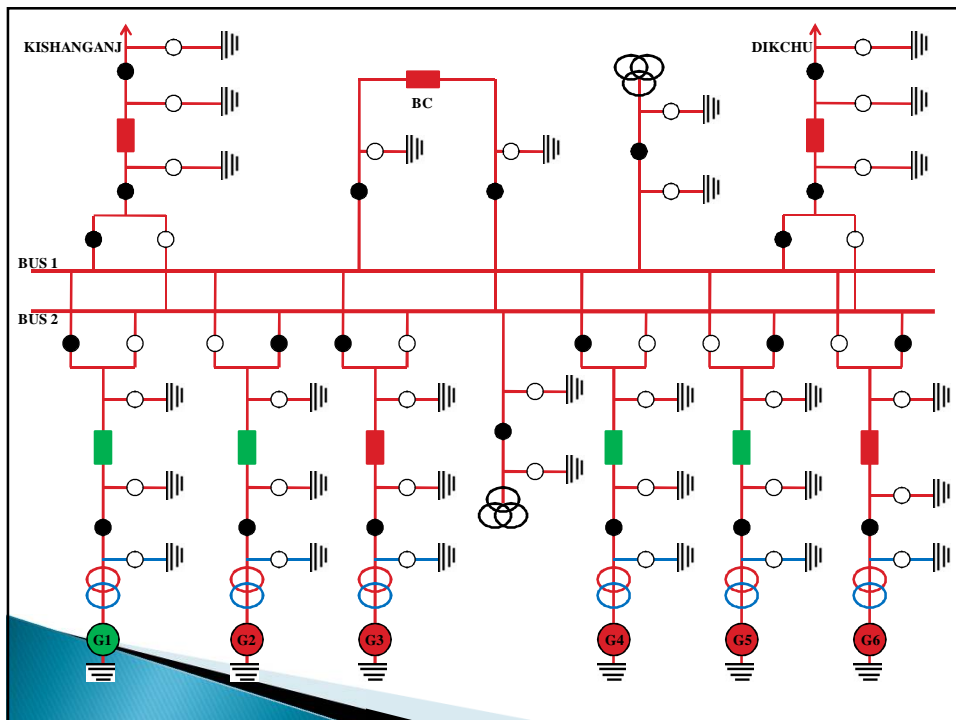 KISHANGANJ
DIKCHU
BC
BUS 1
BUS 2
G1 G2 G3 G4 G5 G6